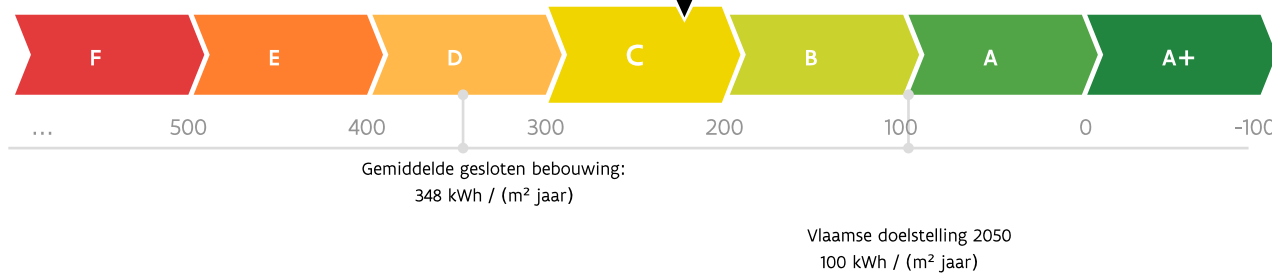 F E D C B A A+
... 500 400 300 200 100 0 -100
Gemiddelde gesloten bebouwing:
348 kWh / (m² jaar)
Vlaamse doelstelling 2050
100 kWh / (m² jaar)